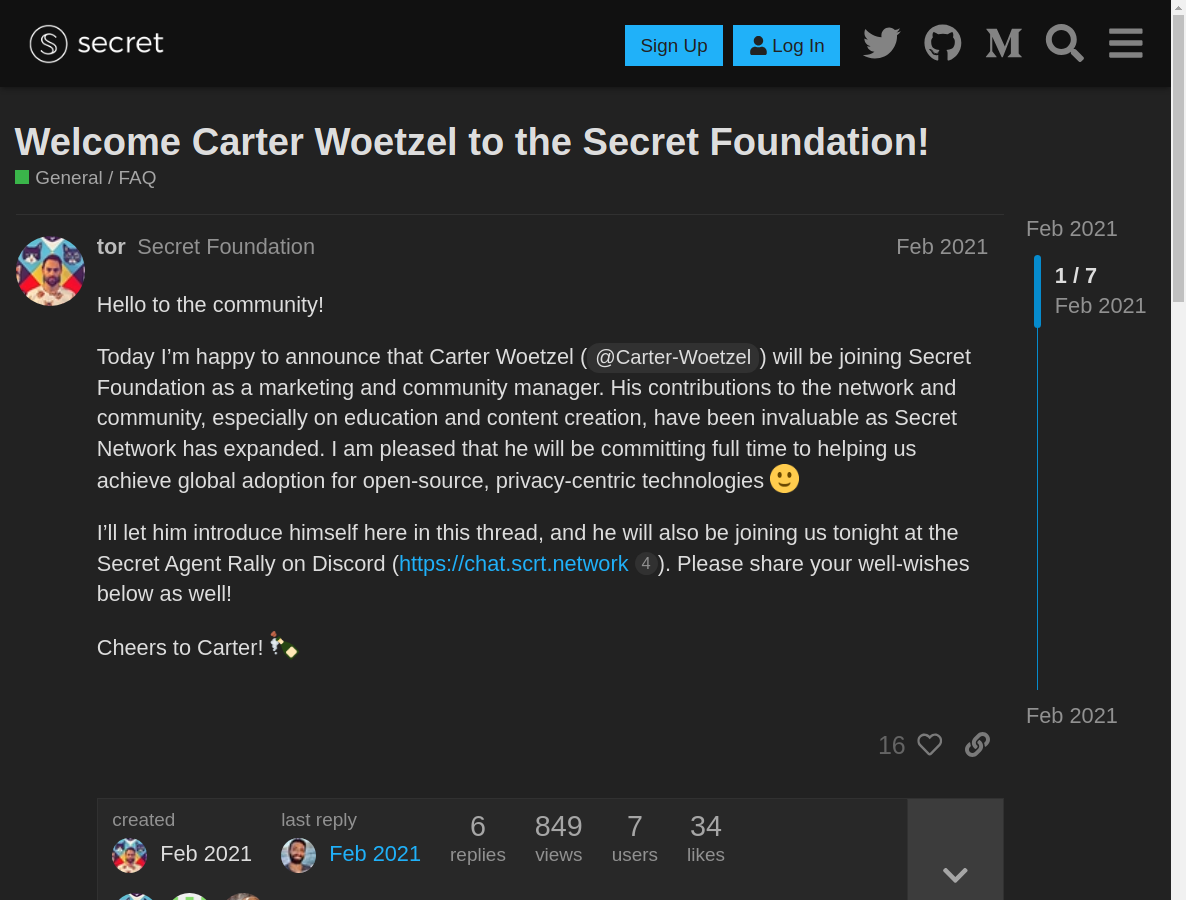 secret
Sign Up
Log In
Welcome Carter Woetzel to the Secret Foundation!
General / FAQ
tor Secret Foundation Feb 2021
Hello to the community!
Today I’m happy to announce that Carter Woetzel ( @Carter-Woetzel ) will be joining Secret
Foundation as a marketing and community manager. His contributions to the network and
community, especially on education and content creation, have been invaluable as Secret
Network has expanded. I am pleased that he will be committing full time to helping us
achieve global adoption for open-source, privacy-centric technologies
I’ll let him introduce himself here in this thread, and he will also be joining us tonight at the
Secret Agent Rally on Discord (https://chat.scrt.network 4 ). Please share your well-wishes
below as well!
Cheers to Carter!
16
Feb 2021
1 / 7
Feb 2021
Feb 2021
created
Feb 2021
last reply
Feb 2021
6
replies
849
views
7
users
34
likes